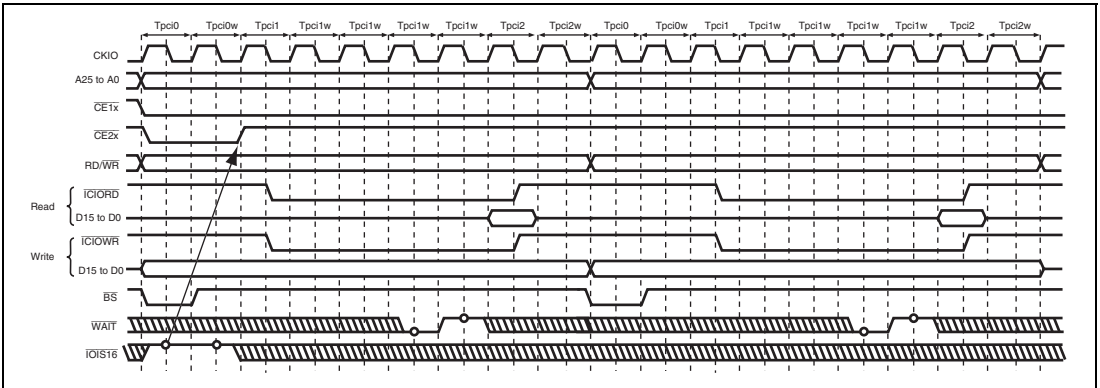 Tpci0 Tpci0w Tpci1 Tpci1w Tpci1w Tpci1w Tpci1w Tpci2 Tpci2w Tpci0 Tpci0w Tpci1 Tpci1w Tpci1w Tpci1w Tpci1w Tpci2 Tpci2w
CKIO
A25 to A0
CE1x
CE2x
RD/WR
ICIORD
Read
D15 to D0
ICIOWR
Write
D15 to D0
BS
WAIT
IOIS16